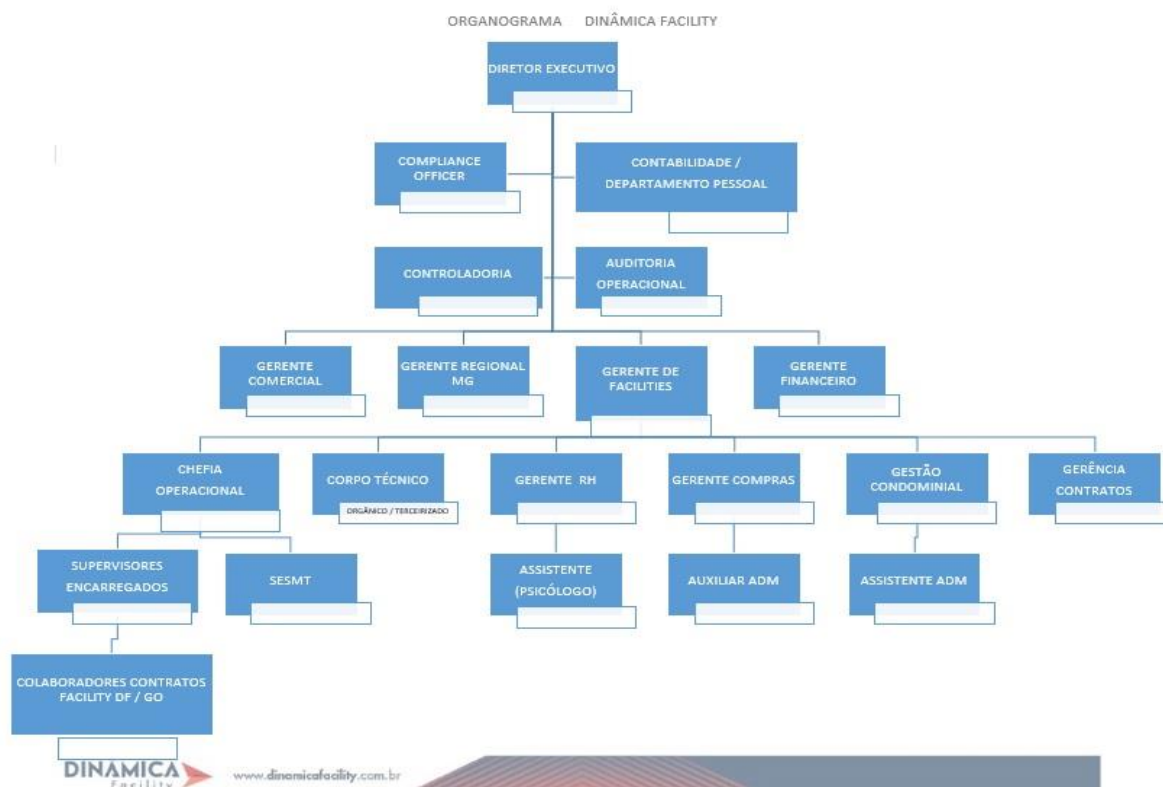 ORGANOGRAMA DINÂMICA FACILITY
DIRETOR EXECUTIVO
COMPLIANCE
OFFICER
CONTABILIDADE /
DEPARTAMENTO PESSOAL
CONTROLADORIA
AUDITORIA
OPERACIONAL
GERENTE
COMERCIAL
GERENTE REGIONAL
MG
GERENTE DE
FACILITIES
GERENTE
FINANCEIRO
CHEFIA
OPERACIONAL
CORPO TÉCNICO
ORGÂNICO / TERCEIRIZADO
GERENTE RH
GERENTE COMPRAS
GESTÃO
CONDOMINIAL
GERÊNCIA
CONTRATOS
SUPERVISORES
ENCARREGADOS
SESMT
ASSISTENTE
(PSICÓLOGO)
AUXILIAR ADM
ASSISTENTE ADM
COLABORADORES CONTRATOS
FACILITY DF / GO
DINAMICA
Facility
www.dinamicafacility.com.br